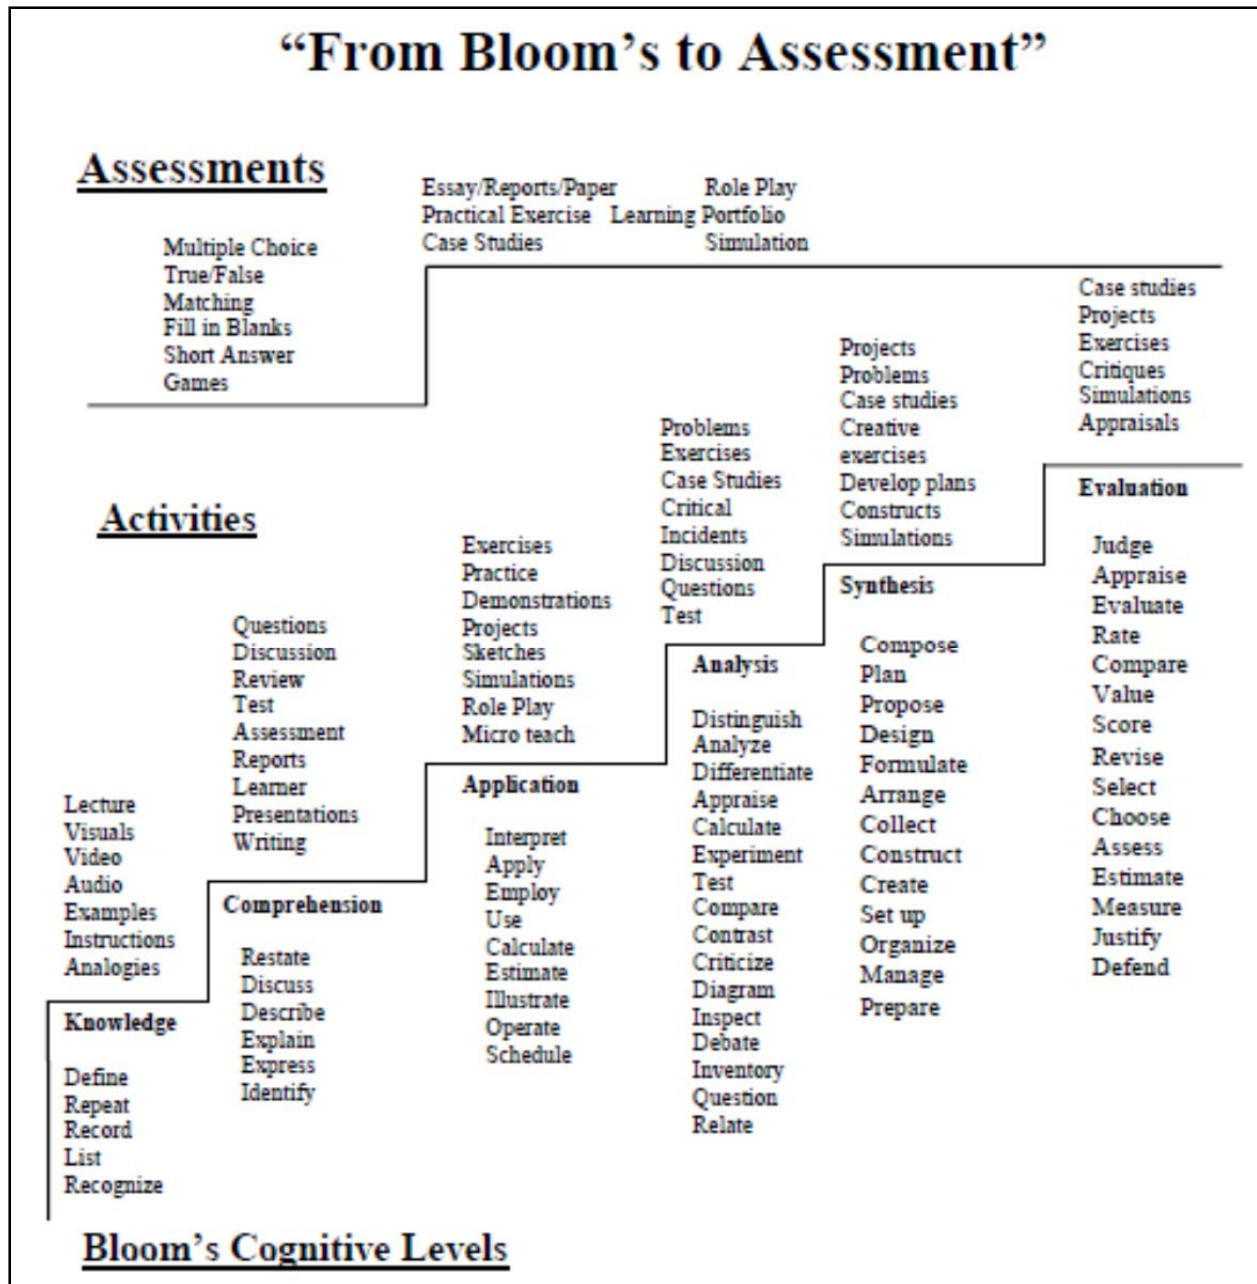 “From Bloom’s to Assessment”
Assessments
Essay/Reports/Paper Role Play
Practical Exercise Learning Portfolio
Case Studies Simulation
Multiple Choice
True/False
Matching
Fill in Blanks
Short Answer
Games
Activities
Lecture
Visuals
Video
Audio
Examples
Instructions
Analogies
Questions
Discussion
Review
Test
Assessment
Reports
Learner
Presentations
Writing
Exercises
Practice
Demonstrations
Projects
Sketches
Simulations
Role Play
Micro teach
Problems
Exercises
Case Studies
Critical
Incidents
Discussion
Questions
Test
Projects
Problems
Case studies
Creative
exercises
Develop plans
Constructs
Simulations
Case studies
Projects
Exercises
Critiques
Simulations
Appraisals
Knowledge
Define
Repeat
Record
List
Recognize
Comprehension
Restate
Discuss
Describe
Explain
Express
Identify
Application
Interpret
Apply
Employ
Use
Calculate
Estimate
Illustrate
Operate
Schedule
Analysis
Distinguish
Analyze
Differentiate
Appraise
Calculate
Experiment
Test
Compare
Contrast
Criticize
Diagram
Inspect
Debate
Inventory
Question
Relate
Synthesis
Compose
Plan
Propose
Design
Formulate
Arrange
Collect
Construct
Create
Set up
Organize
Manage
Prepare
Evaluation
Judge
Appraise
Evaluate
Rate
Compare
Value
Score
Revise
Select
Choose
Assess
Estimate
Measure
Justify
Defend
Bloom’s Cognitive Levels